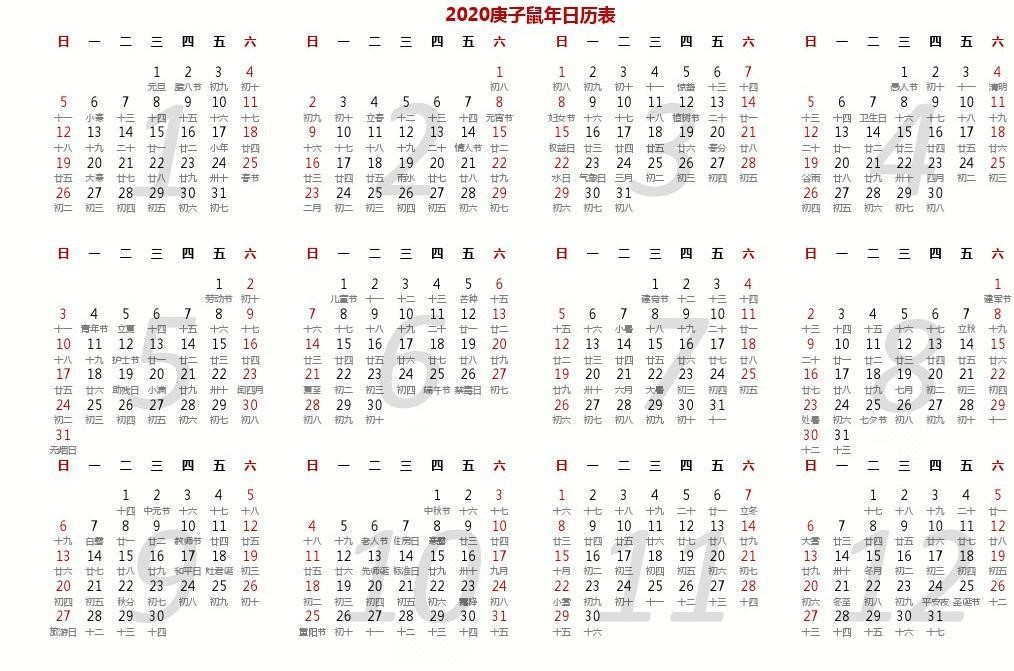 2020庚子鼠年日历表
日 一 二 三 四 五 六
1 2 3 4
元旦 腊八节 初九 初十
5 6 7 8 9 10 11
十一 小寒 十三 十四 十五 十六 十七
12 13 14 15 16 17 18
十八 十九 二十 廿一 廿二 小年 廿四
19 20 21 22 23 24 25
廿五 大寒 廿七 廿八 廿九 卅十 春节
26 27 28 29 30 31
初二 初三 初四 初五 初六 初七
1
日 一 二 三 四 五 六
1
初八
2 3 4 5 6 7 8
初九 初十 立春 十二 十三 十四 元宵节
9 10 11 12 13 14 15
十六 十七 十八 十九 二十 情人节 廿二
16 17 18 19 20 21 22
廿三 廿四 廿五 雨水 廿七 廿八 廿九
23 24 25 26 27 28 29
二月 初二 初三 初四 初五 初六 初七
2
日 一 二 三 四 五 六
1 2 3 4 5 6 7
初八 初九 初十 十一 惊蛰 十三 十四
8 9 10 11 12 13 14
妇女节 十六 十七 十八 植树节 二十 廿一
15 16 17 18 19 20 21
权益日 廿三 廿四 廿五 廿六 春分 廿八
22 23 24 25 26 27 28
水日 气象日 三月 初二 初三 初四 初五
29 30 31
初六 初七 初八
3
日 一 二 三 四 五 六
1 2 3 4
愚人节 初十 十一 清明
5 6 7 8 9 10 11
十三 十四 卫生日 十六 十七 十八 十九
12 13 14 15 16 17 18
二十 廿一 廿二 廿三 廿四 廿五 廿六
19 20 21 22 23 24 25
谷雨 廿八 廿九 卅十 四月 初二 初三
26 27 28 29 30
初四 初五 初六 初七 初八
4
日 一 二 三 四 五 六
1 2
劳动节 初十
3 4 5 6 7 8 9
十一 青年节 立夏 十四 十五 十六 十七
10 11 12 13 14 15 16
十八 十九 护士节 廿一 廿二 廿三 廿四
17 18 19 20 21 22 23
廿五 廿六 助残日 小满 廿九 卅十 闰四月
24 25 26 27 28 29 30
初二 初三 初四 初五 初六 初七 初八
31
无烟日
5
日 一 二 三 四 五 六
1 2 3 4 5 6
儿童节 十一 十二 十三 芒种 十五
7 8 9 10 11 12 13
十六 十七 十八 十九 二十 廿一 廿二
14 15 16 17 18 19 20
廿三 廿四 廿五 廿六 廿七 廿八 廿九
21 22 23 24 25 26 27
夏至 初二 初三 初四 端午节 禁毒日 初七
28 29 30
初八 初九 初十
6
日 一 二 三 四 五 六
1 2 3 4
建党节 十二 十三 十四
5 6 7 8 9 10 11
十五 十六 小暑 十八 十九 二十 廿一
12 13 14 15 16 17 18
廿二 廿三 廿四 廿五 廿六 廿七 廿八
19 20 21 22 23 24 25
廿九 卅十 六月 大暑 初三 初四 初五
26 27 28 29 30 31
初六 初七 初八 初九 初十 十一
7
日 一 二 三 四 五 六
1
建军节
2 3 4 5 6 7 8
十三 十四 十五 十六 十七 立秋 十九
9 10 11 12 13 14 15
二十 廿一 廿二 廿三 廿四 廿五 廿六
16 17 18 19 20 21 22
廿七 廿八 廿九 七月 初二 初三 初四
23 24 25 26 27 28 29
处暑 初六 七夕节 初八 初九 初十 十一
30 31
十二 十三
8
日 一 二 三 四 五 六
1 2 3 4 5
十四 中元节 十六 十七 十八
6 7 8 9 10 11 12
十九 白露 廿一 廿二 教师节 廿四 廿五
13 14 15 16 17 18 19
廿六 廿七 廿八 廿九 和平日 灶君诞 初三
20 21 22 23 24 25 26
初四 初五 秋分 初七 初八 初九 初十
27 28 29 30
旅游日 十二 十三 十四
9
日 一 二 三 四 五 六
1 2 3
中秋节 十六 十七
4 5 6 7 8 9 10
十八 十九 老人节 住房日 寒露 廿三 廿四
11 12 13 14 15 16 17
廿五 廿六 先师诞 标准日 廿九 卅十 九月
18 19 20 21 22 23 24
初二 初三 初四 初五 初六 霜降 初八
25 26 27 28 29 30 31
重阳节 初十 十一 十二 十三 十四 十五
10
日 一 二 三 四 五 六
1 2 3 4 5 6 7
十六 十七 十八 十九 二十 廿一 立冬
8 9 10 11 12 13 14
廿三 廿四 廿五 廿六 廿七 廿八 廿九
15 16 17 18 19 20 21
十月 初二 初三 初四 初五 初六 初七
22 23 24 25 26 27 28
小雪 初九 初十 十一 十二 十三 十四
29 30
十五 十六
11
日 一 二 三 四 五 六
1 2 3 4 5
十七 十八 十九 二十 廿一
6 7 8 9 10 11 12
大雪 廿三 廿四 廿五 廿六 廿七 廿八
13 14 15 16 17 18 19
廿九 卅十 冬月 初二 初三 初四 初五
20 21 22 23 24 25 26
初六 冬至 初八 初九 平安夜 圣诞节 十二
27 28 29 30 31
十三 十四 十五 十六 十七
12